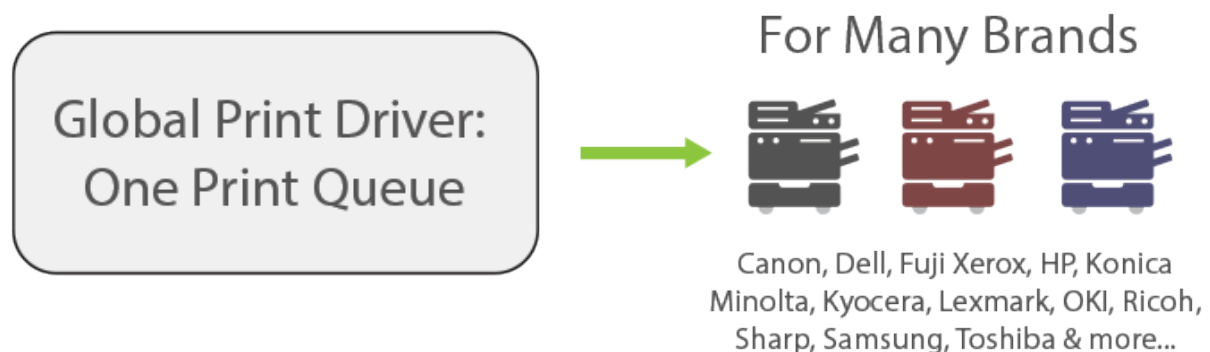 Global Print Driver:
One Print Queue
For Many Brands
Canon, Dell, Fuji Xerox, HP, Konica
Minolta, Kyocera, Lexmark, OKI, Ricoh,
Sharp, Samsung, Toshiba & more...